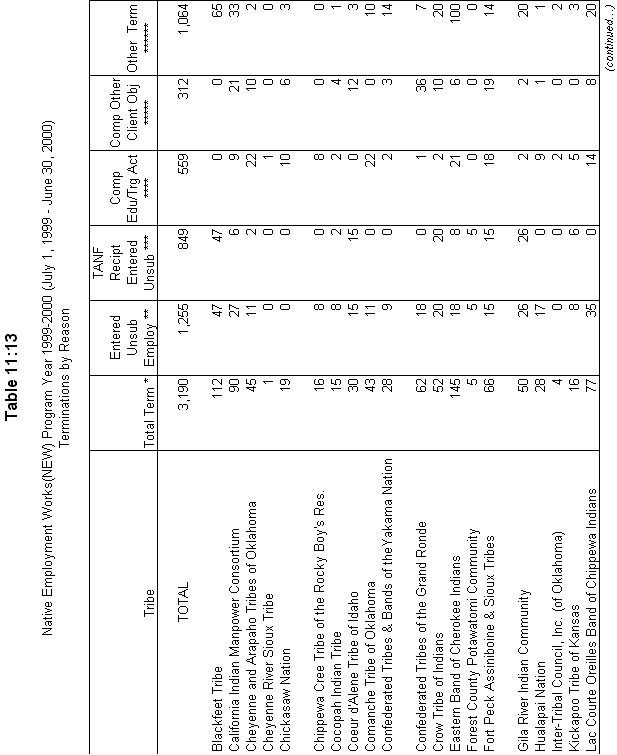 Table 11:13
Native Employment Works(NEW) Program Year 1999-2000 (July 1, 1999 - June 30, 2000)
Terminations by Reason
Tribe
Total Term *
Entered
Unsub
Employ **
TANF
Recipt
Entered
Unsub ***
Comp
Edu/Trg Act
****
Comp Other
Client Obj
*****
Other Term
******
TOTAL 3,190 1,255 849 559 312 1,064
Blackfeet Tribe 112 47 47 0 0 65
California Indian Manpower Consortium 90 27 6 9 21 33
Cheyenne and Arapaho Tribes of Oklahoma 45 11 2 22 10 2
Cheyenne River Sioux Tribe 1 0 0 1 0 0
Chickasaw Nation 19 0 0 10 6 3
Chippewa Cree Tribe of the Rocky Boy's Res. 16 8 0 8 0 0
Cocopah Indian Tribe 15 8 2 2 4 1
Coeur d'Alene Tribe of Idaho 30 15 15 0 12 3
Comanche Tribe of Oklahoma 43 11 0 22 0 10
Confederated Tribes & Bands of theYakama Nation 28 9 0 2 3 14
Confederated Tribes of the Grand Ronde 62 18 0 1 36 7
Crow Tribe of Indians 52 20 20 2 10 20
Eastern Band of Cherokee Indians 145 18 8 21 6 100
Forest County Potawatomi Community 5 5 5 0 0 0
Fort Peck Assiniboine & Sioux Tribes 66 15 15 18 19 14
Gila River Indian Community 50 26 26 2 2 20
Hualapai Nation 28 17 0 9 1 1
Inter-Tribal Council, Inc. (of Oklahoma) 4 0 0 2 0 2
Kickapoo Tribe of Kansas 16 8 6 5 0 3
Lac Courte Oreilles Band of Chippewa Indians 77 35 0 14 8 20
(continued...)